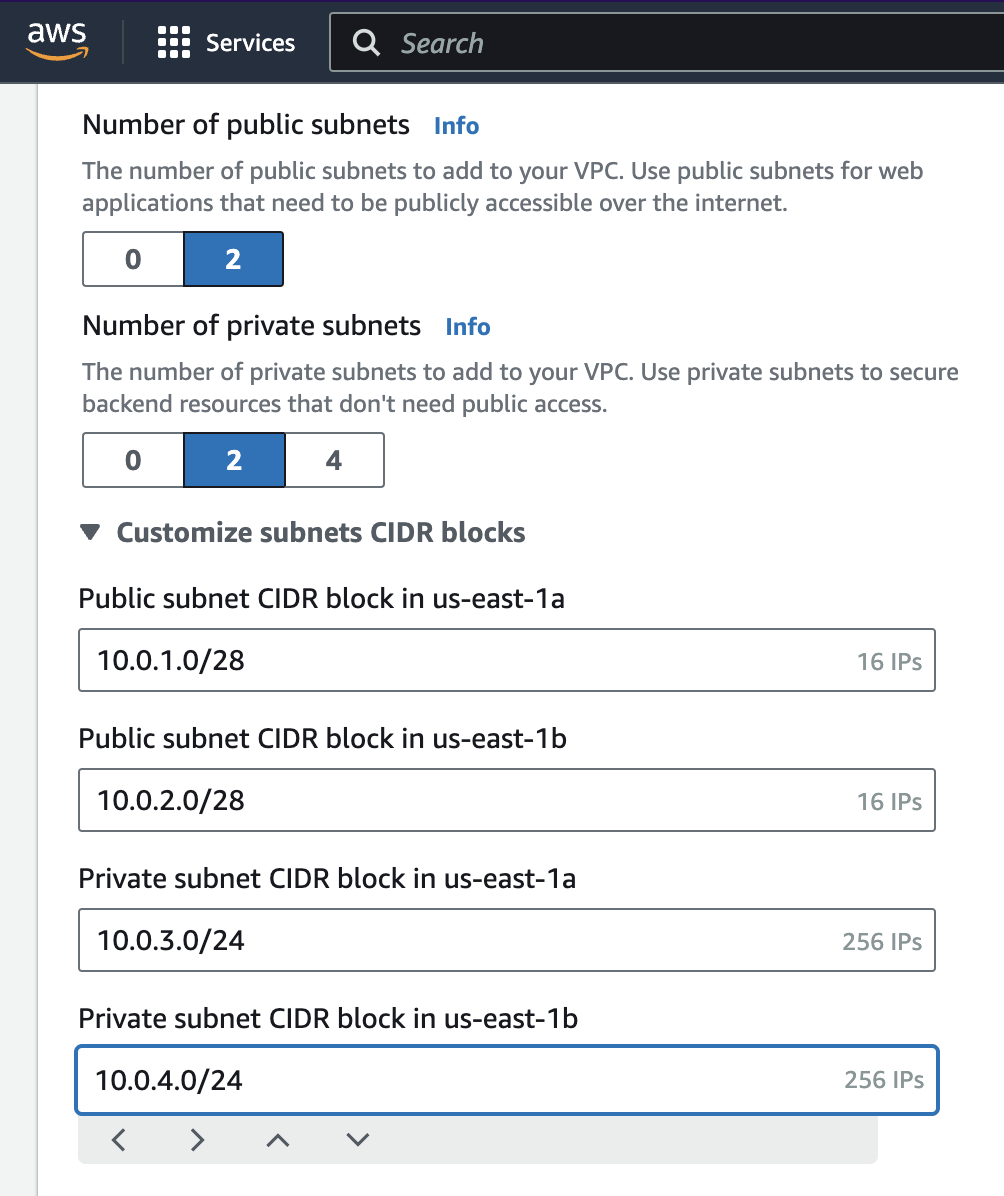 aws
Services
Search
Number of public subnets Info
The number of public subnets to add to your VPC. Use public subnets for web
applications that need to be publicly accessible over the internet.
0 2
Number of private subnets Info
The number of private subnets to add to your VPC. Use private subnets to secure
backend resources that don't need public access.
0 2 4
Customize subnets CIDR blocks
Public subnet CIDR block in us-east-1a
10.0.1.0/28 16 IPs
Public subnet CIDR block in us-east-1b
10.0.2.0/28 16 IPs
Private subnet CIDR block in us-east-1a
10.0.3.0/24 256 IPs
Private subnet CIDR block in us-east-1b
10.0.4.0/24 256 IPs